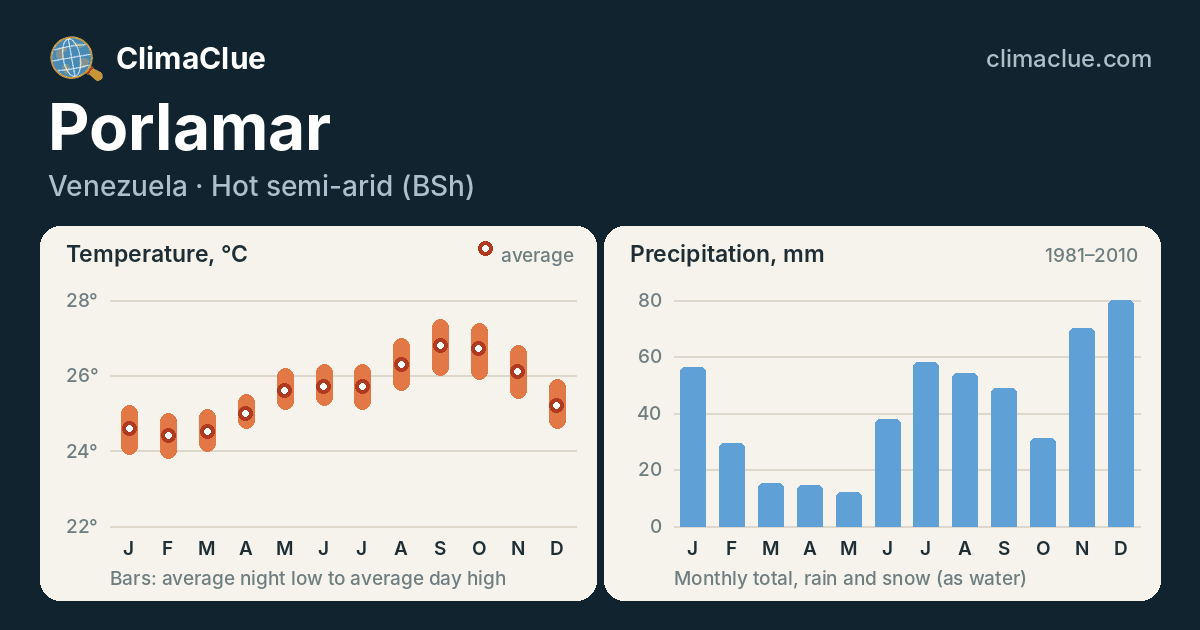 ClimaClue
climaclue.com
Porlamar
Venezuela · Hot semi-arid (BSh)
Temperature, °C
average
28°
26°
24°
22°
J F M A M J J A S O N D
Bars: average night low to average day high
Precipitation, mm
1981–2010
80
60
40
20
0
J F M A M J J A S O N D
Monthly total, rain and snow (as water)